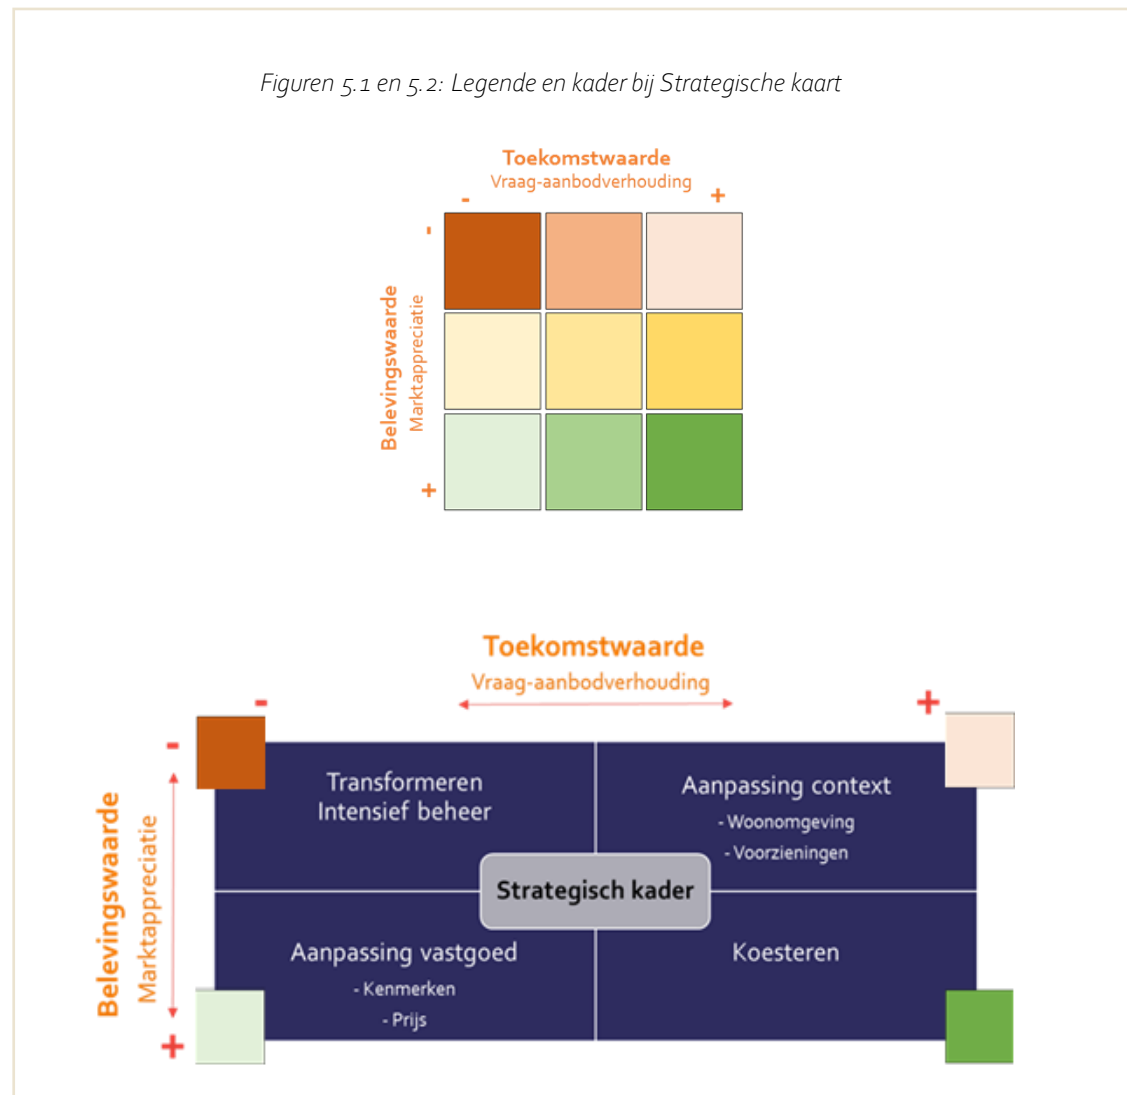 Figuren 5.1 en 5.2: Legende en kader bij Strategische kaart
Toekomstwaarde
Vraag-aanbodverhouding
- +
-
Belevingswaarde
Marktappreciatie
+
Toekomstwaarde
Vraag-aanbodverhouding
- +
-
Belevingswaarde
Marktappreciatie
+
Transformeren
Intensief beheer
Aanpassing context
- Woonomgeving
- Voorzieningen
Strategisch kader
Aanpassing vastgoed
- Kenmerken
- Prijs
Koesteren